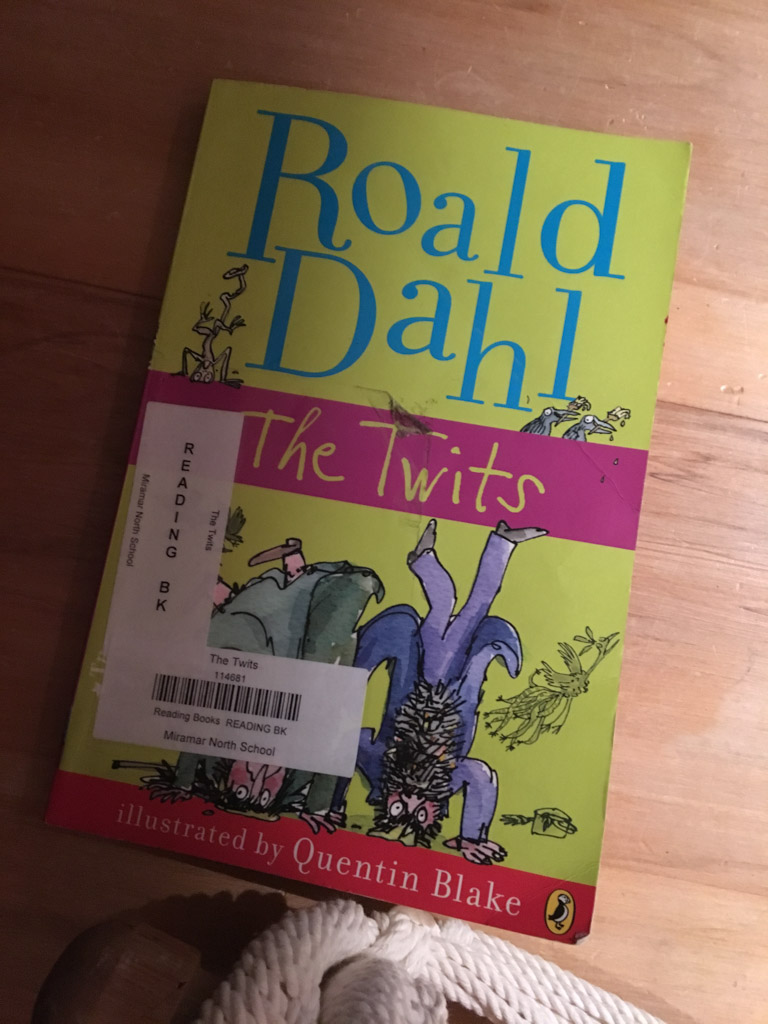 Roald
Dahl
The Twits
READING BK
The Twits
Miramar North School
The Twits
114681
Reading Books READING BK
Miramar North School
illustrated by Quentin Blake